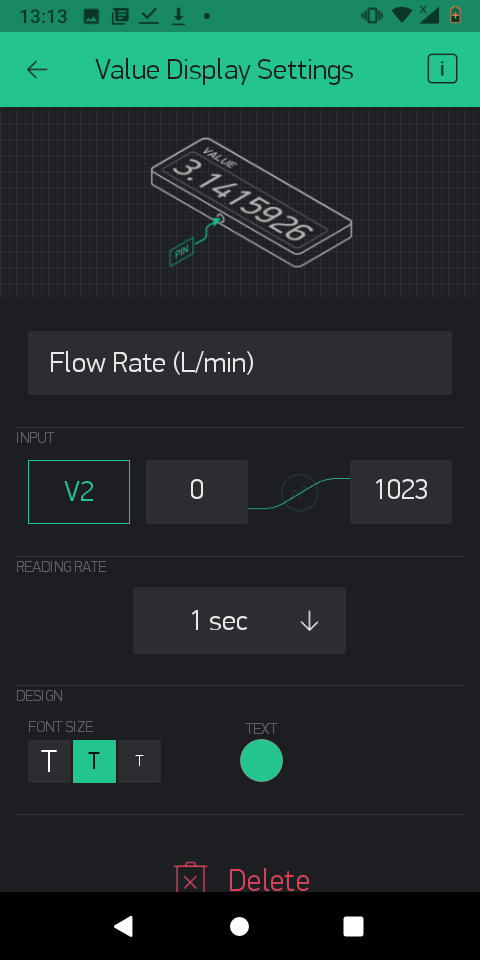 13:13
Value Display Settings
i
VALUE
3.1415926
PIN
Flow Rate (L/min)
INPUT
V2 0 1023
READING RATE
1 sec
DESIGN
FONT SIZE TEXT
T T T
Delete